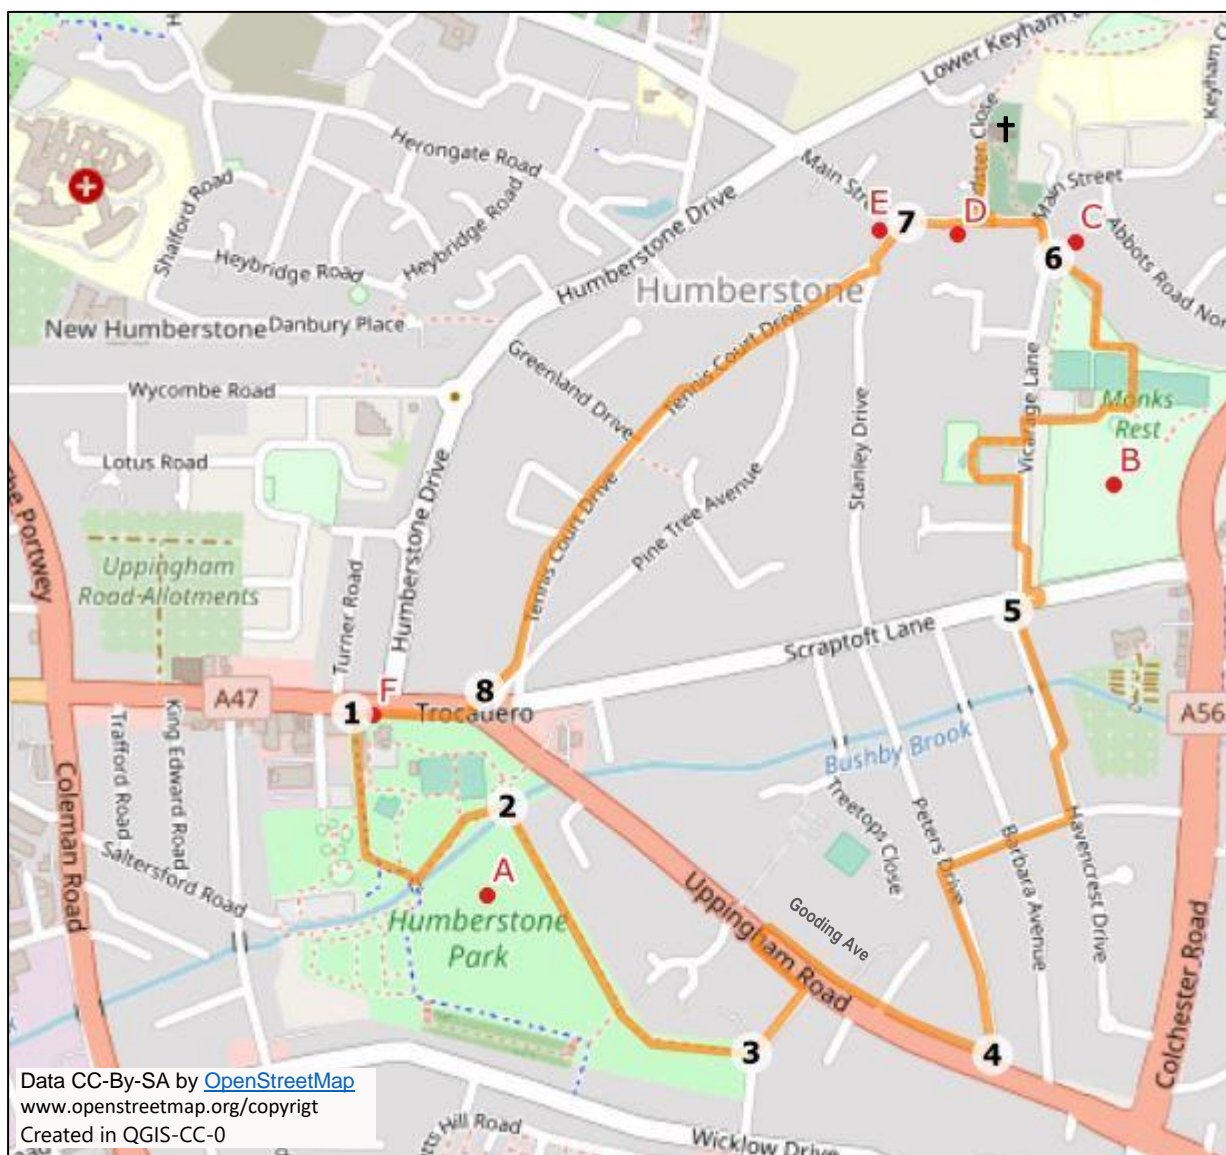 Lower Keyham
Keyham
Close
Main Street
Herongate Road
Main
E
7
D
C
Shalford Road
Heybridge Road
Heybridge Road
Humberstone Drive
6
Abbots Road
Humberstone
New Humberstone
Danbury Place
Greenland Drive
Tennis Court Drive
Vicarage Lane
Wycombe Road
Monks
Rest
Lotus Road
B
The Portwey
Humberstone Drive
Stanley Drive
Pine Tree Avenue
Tennis Court Drive
Uppingham
Road Allotments
Turner Road
5
Scraptoft Lane
8
A47
F
1
Trocadero
A56
Trafford Road
King Edward Road
Bushby Brook
Coleman Road
2
Treetops Close
Peters Drive
Barbara Avenue
Havencrest Drive
Saltersford Road
A
Humberstone
Park
Uppingham Road
Gooding Ave
Colchester Road
3
4
Data CC-By-SA by OpenStreetMap
www.openstreetmap.org/copyrigt
Created in QGIS-CC-0
Hill Road
Wicklow Drive